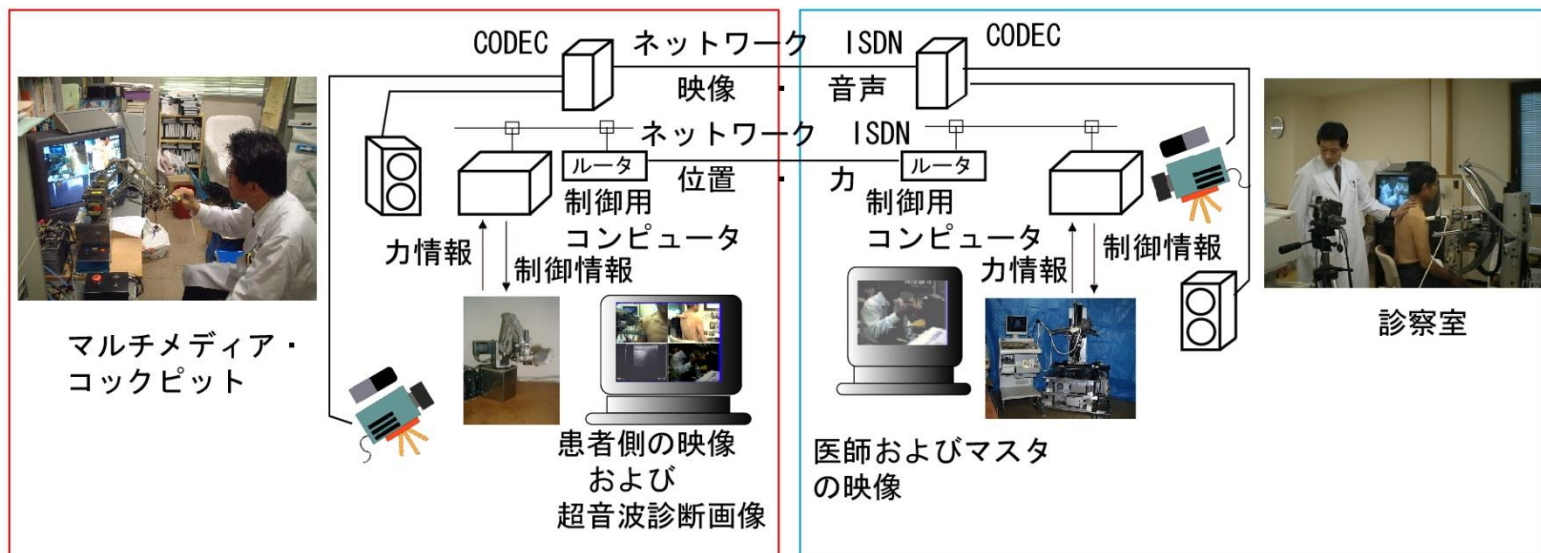 CODEC
ネットワーク ISDN
CODEC
映像 ・ 音声
ネットワーク ISDN
ルータ
位置 ・ 力
ルータ
制御用
コンピュータ
制御用
コンピュータ
力情報
制御情報
力情報
制御情報
マルチメディア・
コックピット
患者側の映像
および
超音波診断画像
医師およびマスタ
の映像
診察室